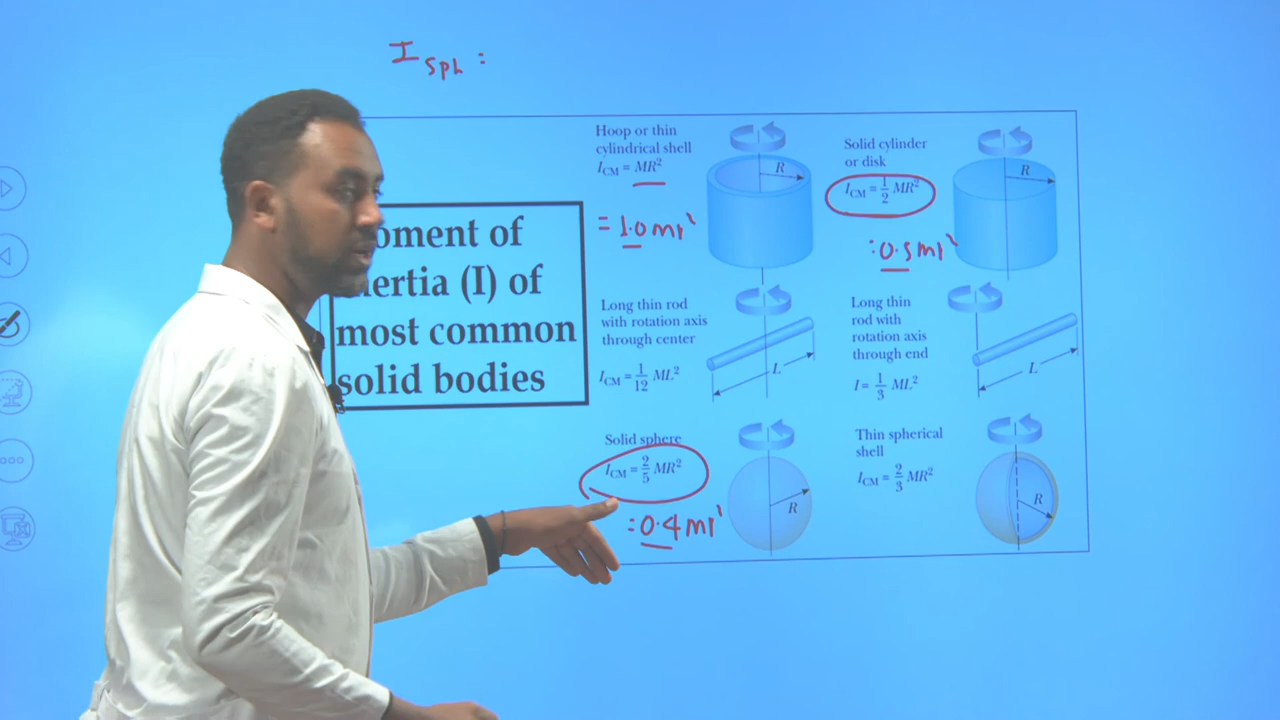 I sph :
Hoop or thin
cylindrical shell
I_CM = MR²
= 1.0 mr²
Solid cylinder
or disk
I_CM = 1/2 MR²
: 0.5 mr²
R
R
oment of
nertia (I) of
most common
solid bodies
Long thin rod
with rotation axis
through center
I_CM = 1/12 ML²
L
Long thin
rod with
rotation axis
through end
I = 1/3 ML²
L
Solid sphere
I_CM = 2/5 MR²
: 0.4 mr²
R
Thin spherical
shell
I_CM = 2/3 MR²
R